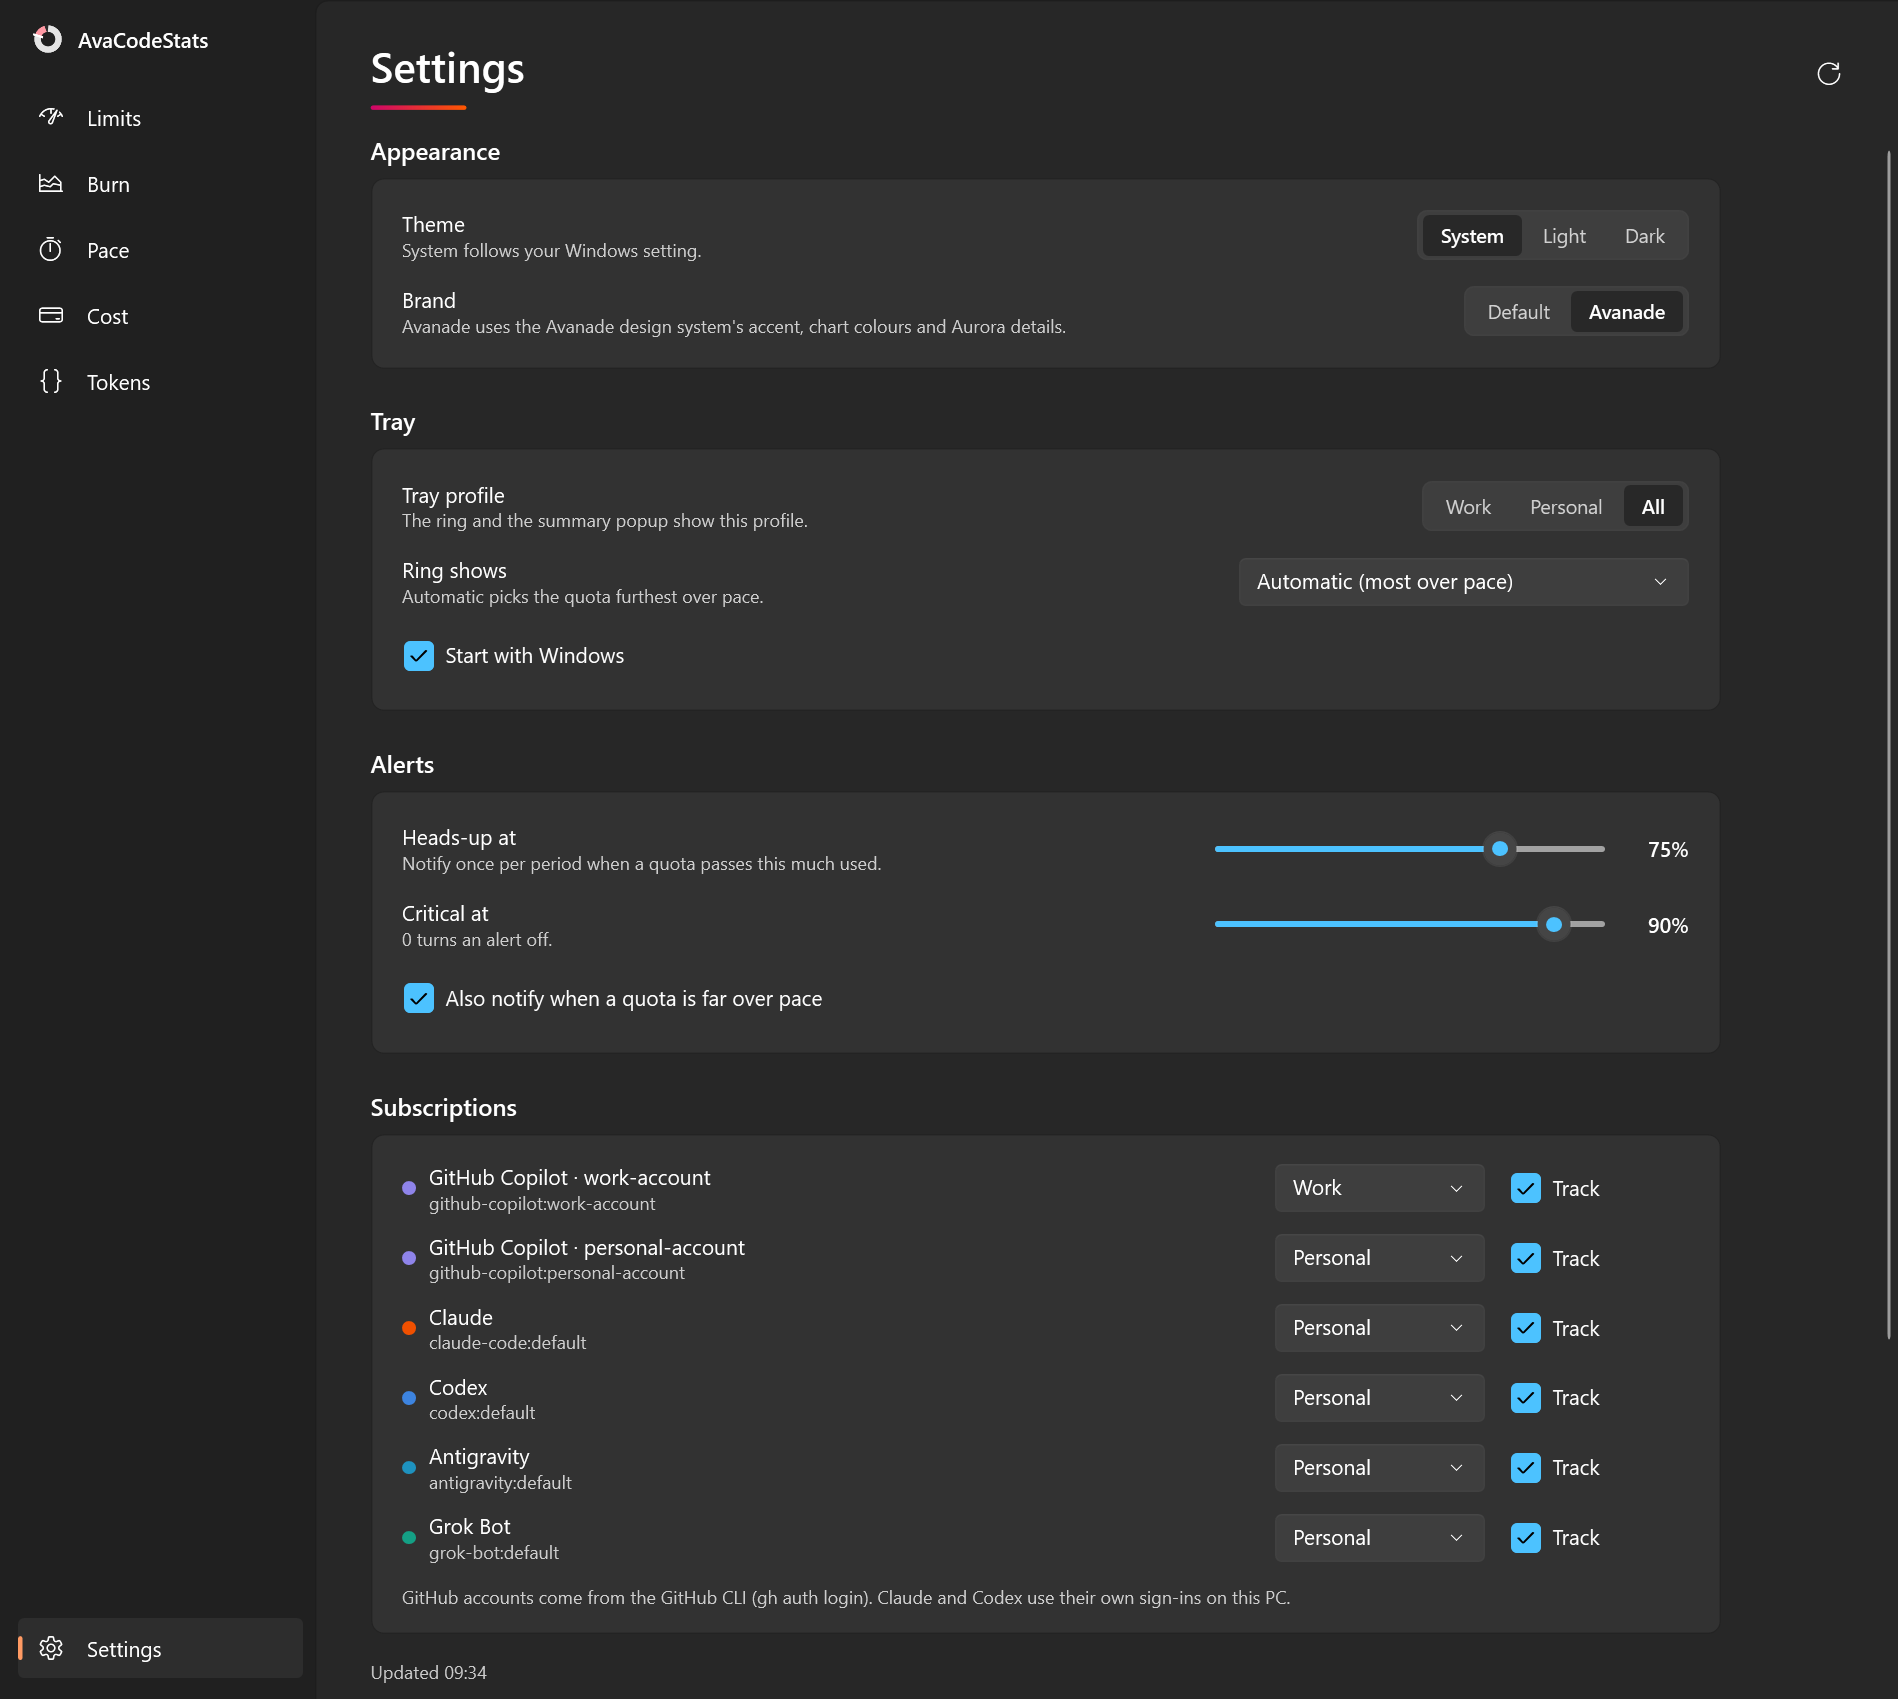 AvaCodeStats
Limits
Burn
Pace
Cost
Tokens
Settings
Settings
Appearance
Theme
System follows your Windows setting.
System Light Dark
Brand
Avanade uses the Avanade design system's accent, chart colours and Aurora details.
Default Avanade
Tray
Tray profile
The ring and the summary popup show this profile.
Work Personal All
Ring shows
Automatic picks the quota furthest over pace.
Automatic (most over pace)
Start with Windows
Alerts
Heads-up at
Notify once per period when a quota passes this much used.
75%
Critical at
0 turns an alert off.
90%
Also notify when a quota is far over pace
Subscriptions
GitHub Copilot · work-account
github-copilot:work-account
Work
Track
GitHub Copilot · personal-account
github-copilot:personal-account
Personal
Track
Claude
claude-code:default
Personal
Track
Codex
codex:default
Personal
Track
Antigravity
antigravity:default
Personal
Track
Grok Bot
grok-bot:default
Personal
Track
GitHub accounts come from the GitHub CLI (gh auth login). Claude and Codex use their own sign-ins on this PC.
Updated 09:34